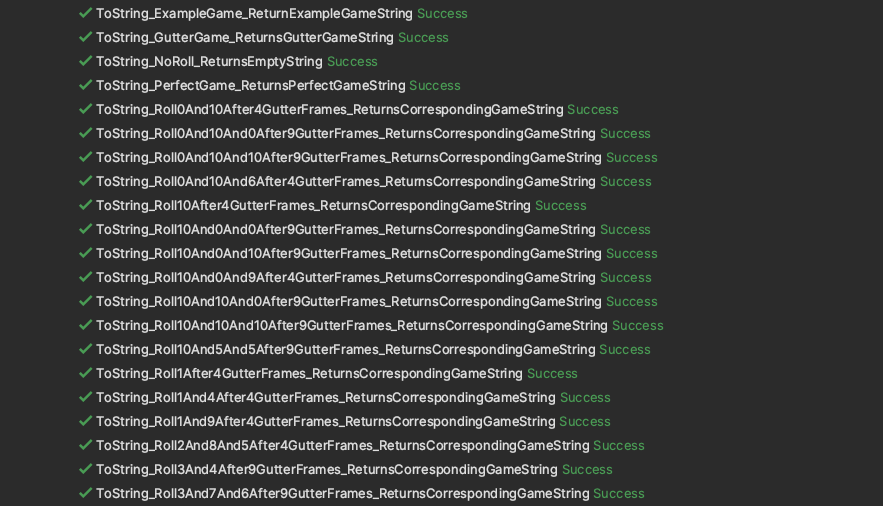 ToString_ExampleGame_ReturnExampleGameString Success
ToString_GutterGame_ReturnsGutterGameString Success
ToString_NoRoll_ReturnsEmptyString Success
ToString_PerfectGame_ReturnsPerfectGameString Success
ToString_Roll0And10After4GutterFrames_ReturnsCorrespondingGameString Success
ToString_Roll0And10And0After9GutterFrames_ReturnsCorrespondingGameString Success
ToString_Roll0And10And10After9GutterFrames_ReturnsCorrespondingGameString Success
ToString_Roll0And10And6After4GutterFrames_ReturnsCorrespondingGameString Success
ToString_Roll10After4GutterFrames_ReturnsCorrespondingGameString Success
ToString_Roll10And0And0After9GutterFrames_ReturnsCorrespondingGameString Success
ToString_Roll10And0And10After9GutterFrames_ReturnsCorrespondingGameString Success
ToString_Roll10And0And9After4GutterFrames_ReturnsCorrespondingGameString Success
ToString_Roll10And10And0After9GutterFrames_ReturnsCorrespondingGameString Success
ToString_Roll10And10And10After9GutterFrames_ReturnsCorrespondingGameString Success
ToString_Roll10And5And5After9GutterFrames_ReturnsCorrespondingGameString Success
ToString_Roll1After4GutterFrames_ReturnsCorrespondingGameString Success
ToString_Roll1And4After4GutterFrames_ReturnsCorrespondingGameString Success
ToString_Roll1And9After4GutterFrames_ReturnsCorrespondingGameString Success
ToString_Roll2And8And5After4GutterFrames_ReturnsCorrespondingGameString Success
ToString_Roll3And4After9GutterFrames_ReturnsCorrespondingGameString Success
ToString_Roll3And7And6After9GutterFrames_ReturnsCorrespondingGameString Success